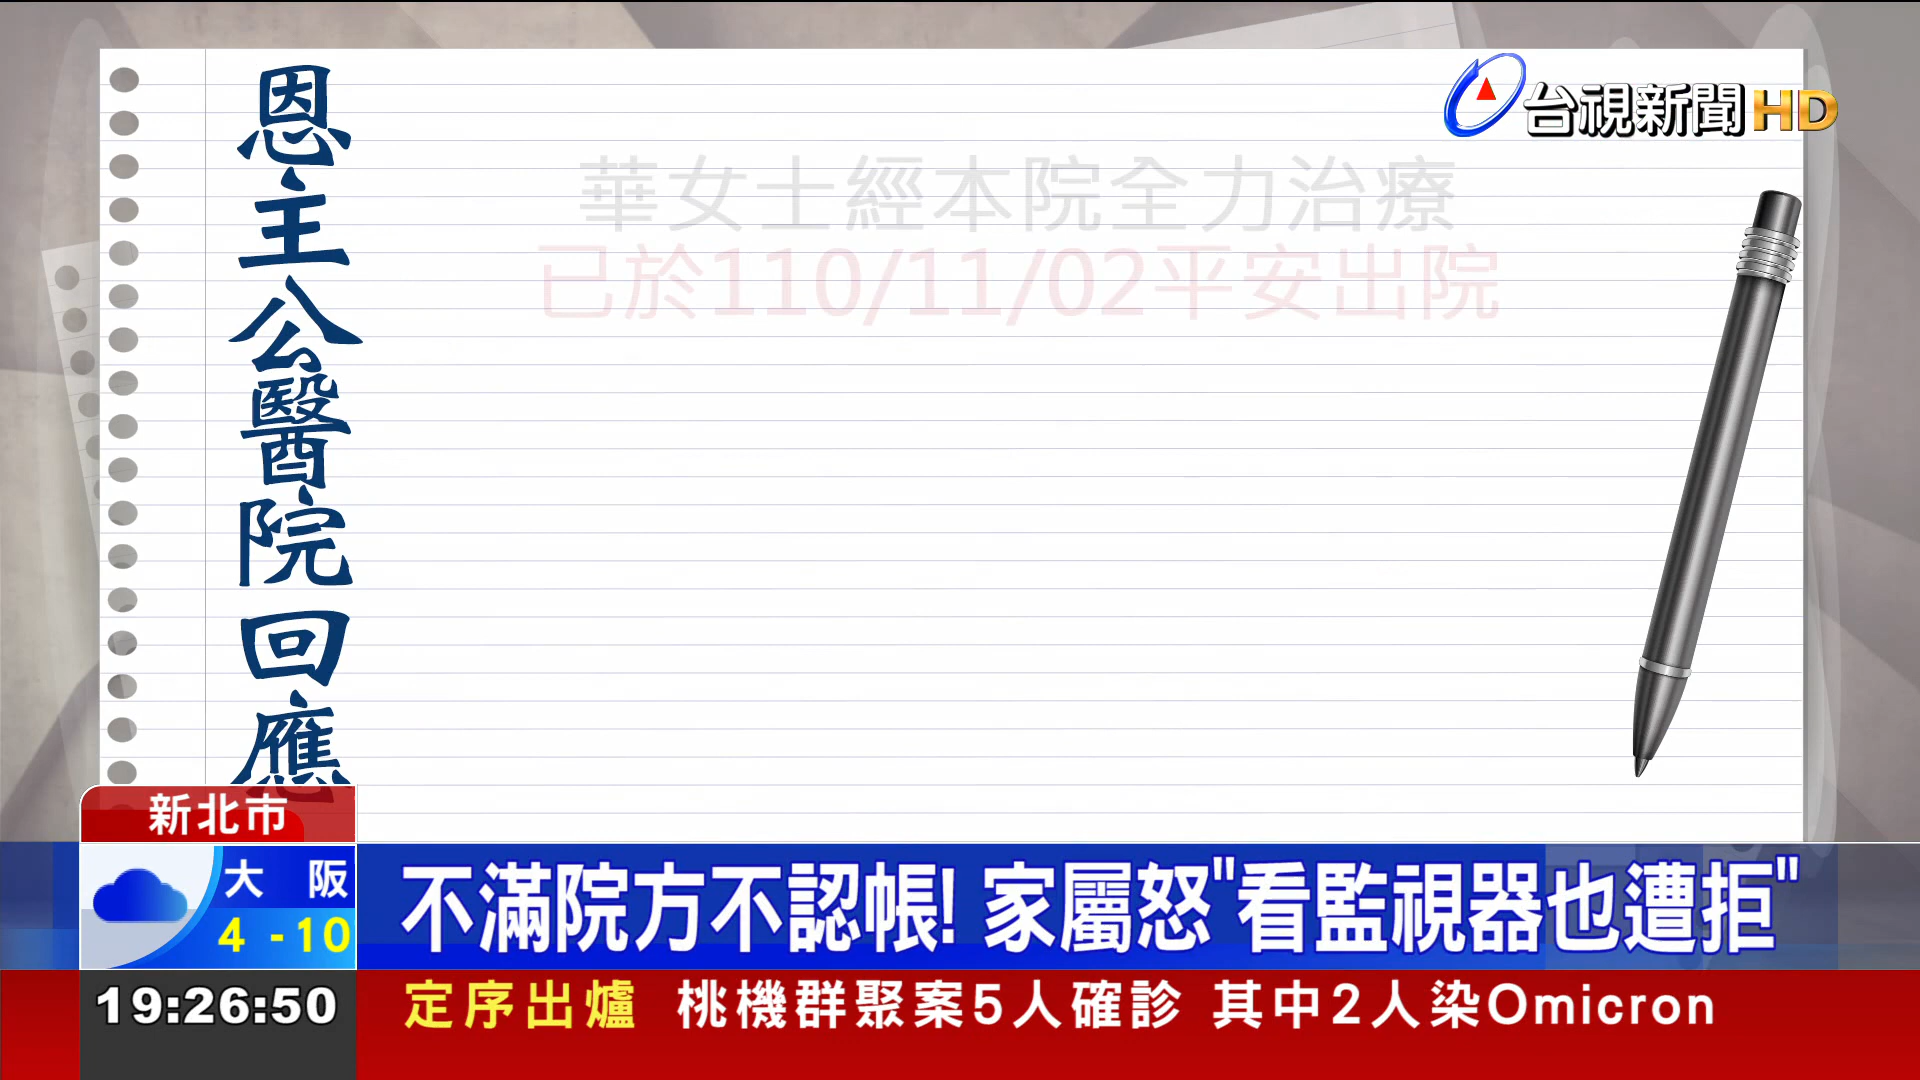 恩主公醫院回應
台視新聞HD
華女士經本院全力治療
已於110/11/02平安出院
新北市
大阪
4 -10
不滿院方不認帳! 家屬怒"看監視器也遭拒"
19:26:50
定序出爐 桃機群聚案5人確診 其中2人染Omicron